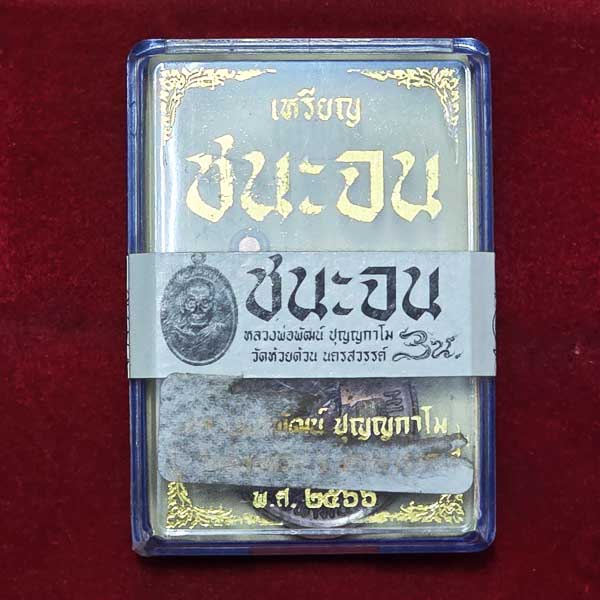 เหรียญ
ชนะจน
ชนะจน
หลวงพ่อพัฒน์ ปุญญกาโม
วัดห้วยด้วน นครสวรรค์
พัฒน์ ปุญญกาโม
พ.ศ. ๒๕๖๖